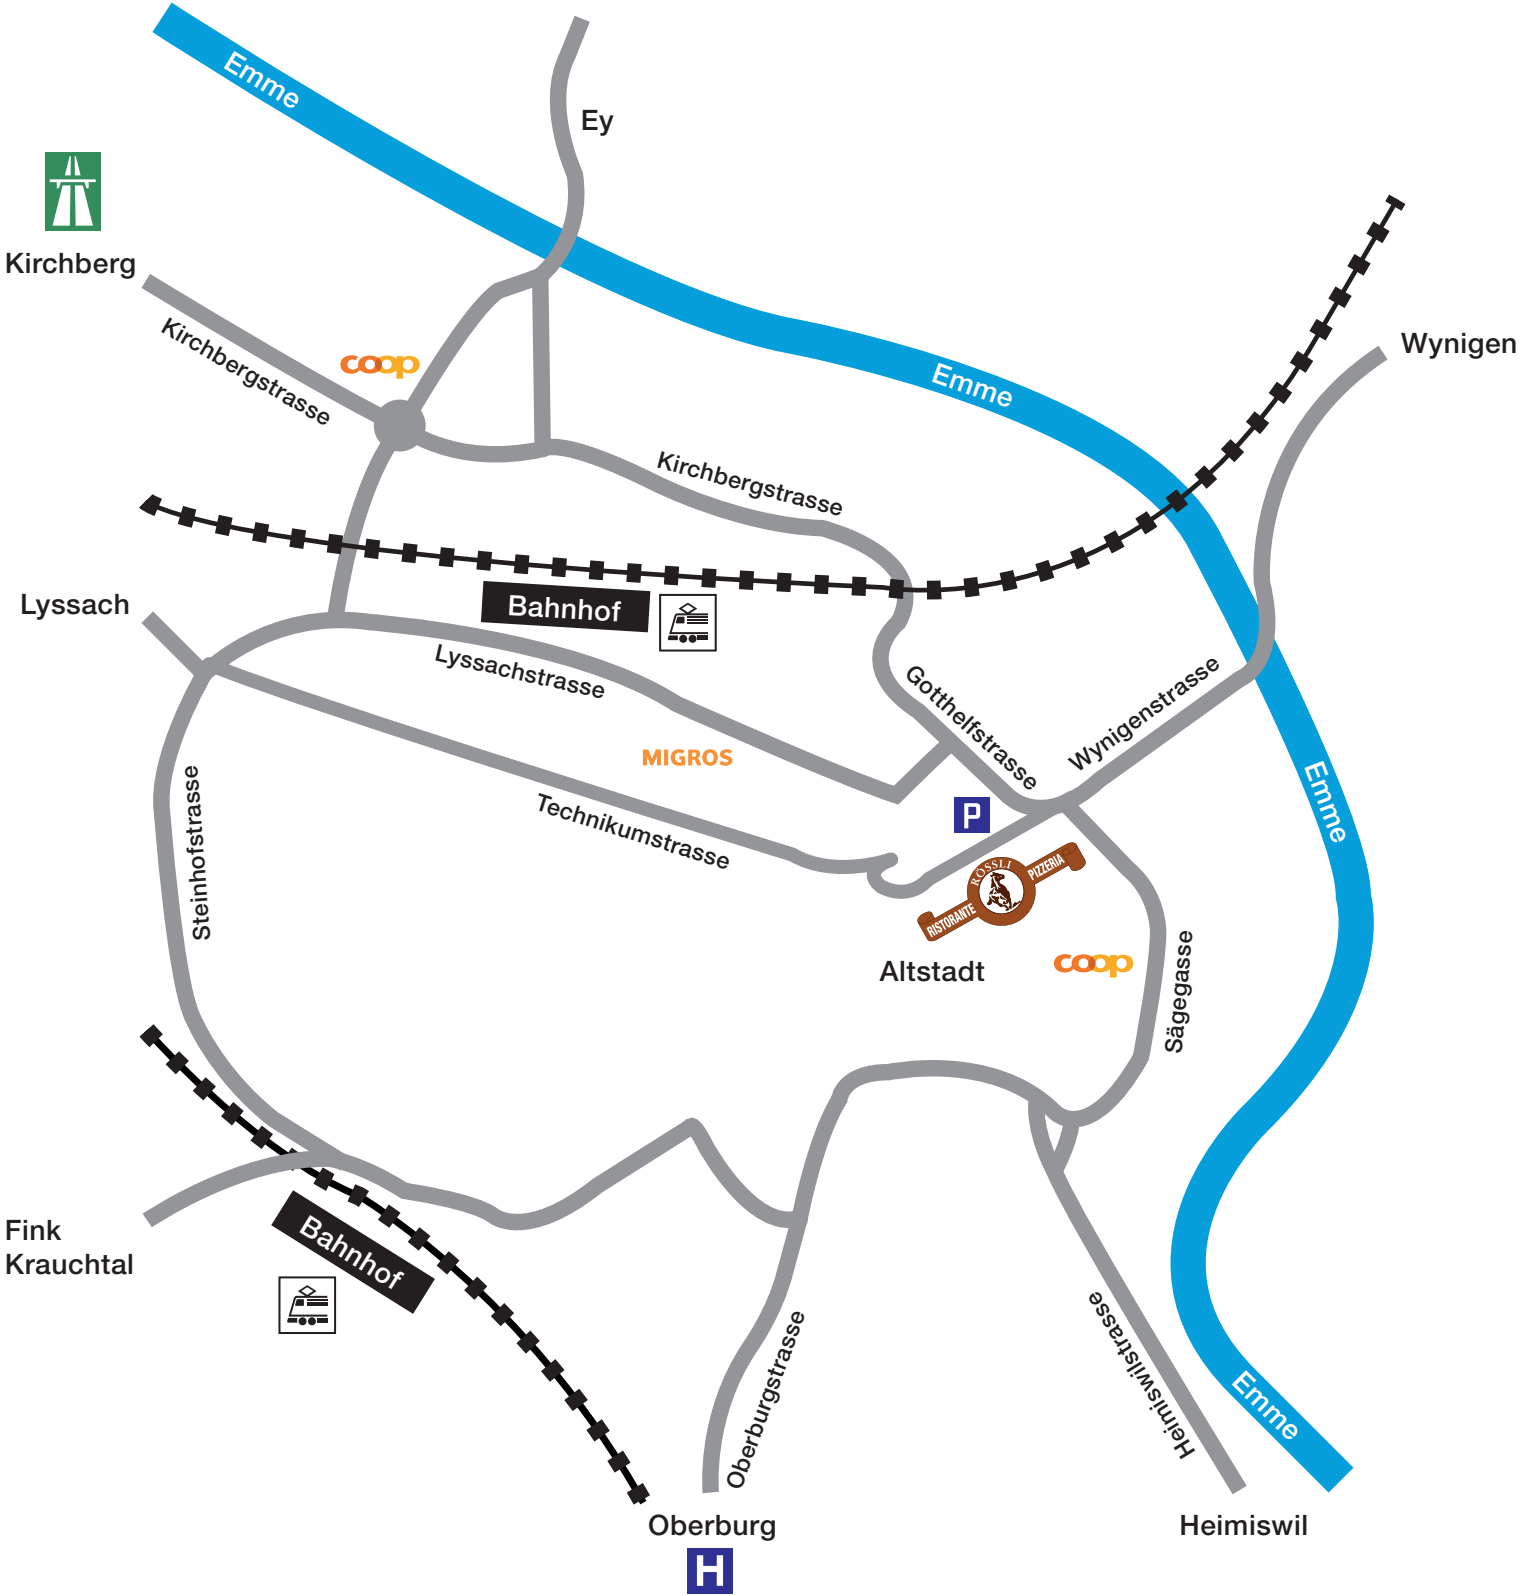 Emme
Ey
Kirchberg
Kirchbergstrasse
coop
Wynigen
Emme
Kirchbergstrasse
Lyssach
Bahnhof
Lyssachstrasse
Gotthelfstrasse
Wynigenstrasse
MIGROS
Emme
Steinhofstrasse
Technikumstrasse
P
RÖSSLI
PIZZERIA
RISTORANTE
Altstadt
coop
Sägegasse
Fink
Krauchtal
Bahnhof
Oberburgstrasse
Heimiswilstrasse
Emme
Oberburg
Heimiswil
H